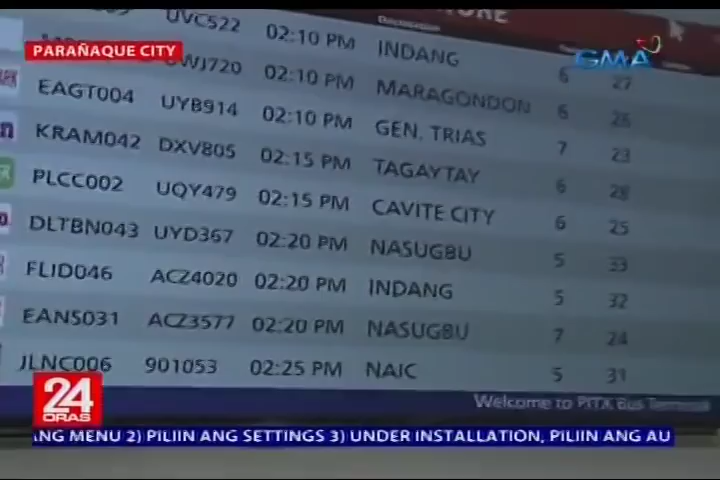 Destination
UVC522 02:10 PM INDANG 6 27
PARAÑAQUE CITY
GMA
UWJ720 02:10 PM MARAGONDON 6 26
EAGT004 UYB914 02:10 PM GEN. TRIAS 7 23
KRAM042 DXV805 02:15 PM TAGAYTAY 6 28
PLCC002 UQY479 02:15 PM CAVITE CITY 6 25
DLTBN043 UYD367 02:20 PM NASUGBU 5 33
FLID046 ACZ4020 02:20 PM INDANG 5 32
EANS031 ACZ3577 02:20 PM NASUGBU 7 24
JLNC006 901053 02:25 PM NAIC 5 31
Welcome to PITX Bus Terminal
24
ORAS
ANG MENU 2) PILIIN ANG SETTINGS 3) UNDER INSTALLATION, PILIIN ANG AU